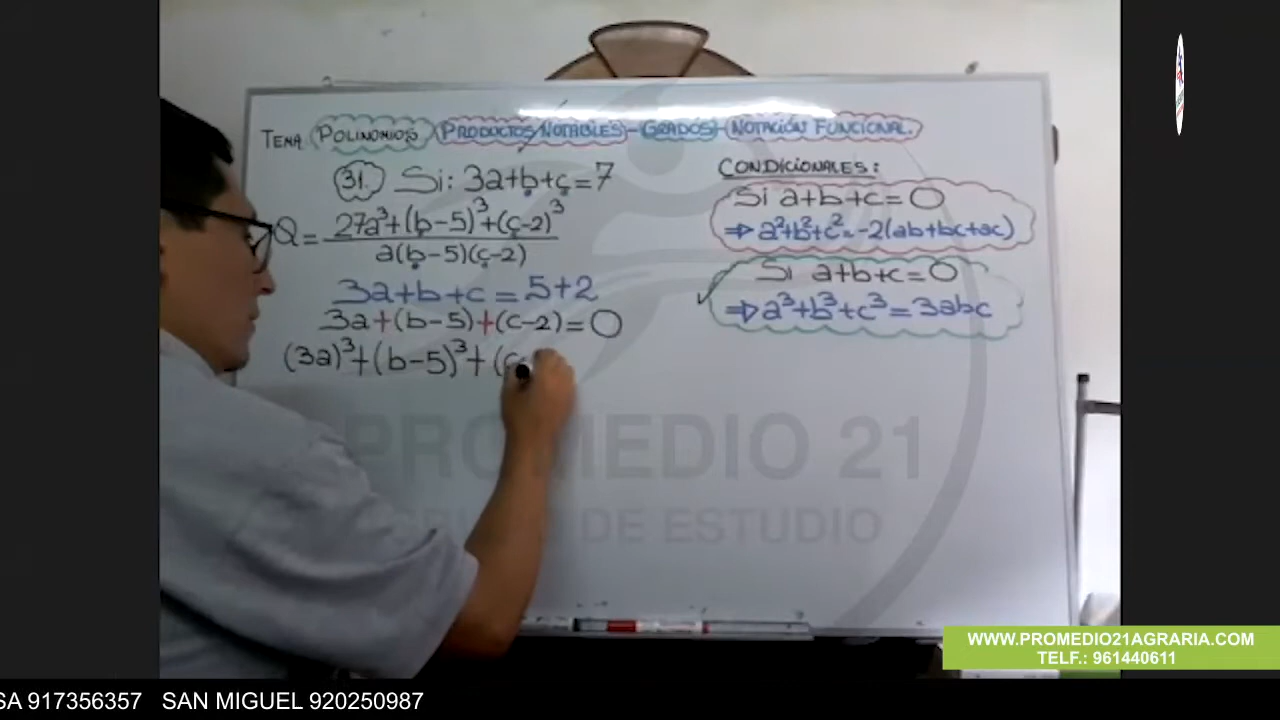 TEMA POLINOMIOS PRODUCTOS NOTABLES - GRADOS - NOTACIÓN FUNCIONAL.
31. Si: 3a+b+c=7
Q = 27a³+(b-5)³+(c-2)³
a(b-5)(c-2)
3a+b+c = 5+2
3a+(b-5)+(c-2)=0
(3a)³+(b-5)³+(c
CONDICIONALES:
Si a+b+c=0
⇒ a²+b²+c²=-2(ab+bc+ac)
Si a+b+c=0
⇒ a³+b³+c³=3abc
PROMEDIO 21
DE ESTUDIO
WWW.PROMEDIO21AGRARIA.COM
TELF.: 961440611
SA 917356357 SAN MIGUEL 920250987